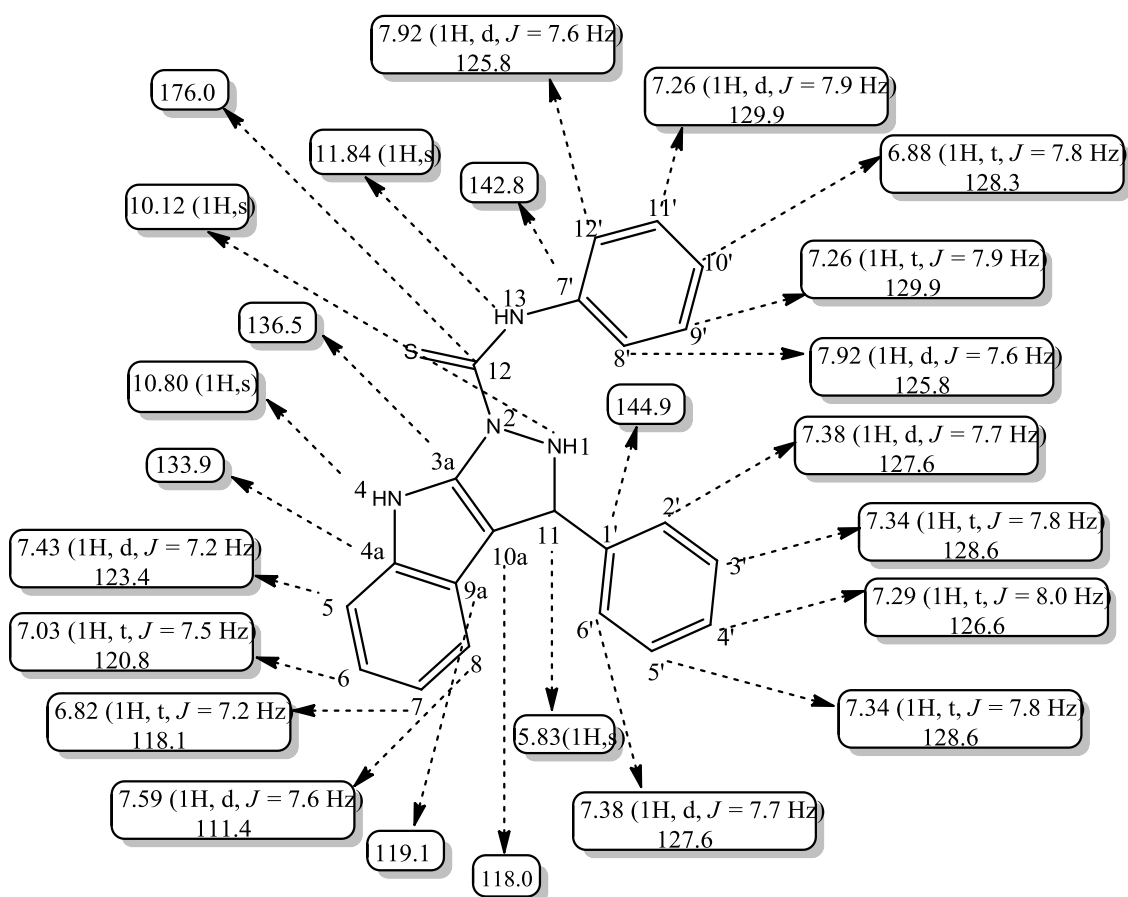 7.92 (1H, d, J = 7.6 Hz)
125.8
7.26 (1H, d, J = 7.9 Hz)
129.9
176.0
11.84 (1H,s)
6.88 (1H, t, J = 7.8 Hz)
128.3
142.8
10.12 (1H,s)
11'
12'
10'
7.26 (1H, t, J = 7.9 Hz)
129.9
7'
13
HN
9'
136.5
8'
S
12
7.92 (1H, d, J = 7.6 Hz)
125.8
10.80 (1H,s)
144.9
N
2
NH
1
7.38 (1H, d, J = 7.7 Hz)
127.6
133.9
3a
4
HN
2'
7.34 (1H, t, J = 7.8 Hz)
128.6
1'
11
7.43 (1H, d, J = 7.2 Hz)
123.4
4a
10a
3'
9a
7.29 (1H, t, J = 8.0 Hz)
126.6
5
6'
4'
7.03 (1H, t, J = 7.5 Hz)
120.8
8
5'
6
7
6.82 (1H, t, J = 7.2 Hz)
118.1
5.83(1H,s)
7.34 (1H, t, J = 7.8 Hz)
128.6
7.59 (1H, d, J = 7.6 Hz)
111.4
7.38 (1H, d, J = 7.7 Hz)
127.6
119.1
118.0